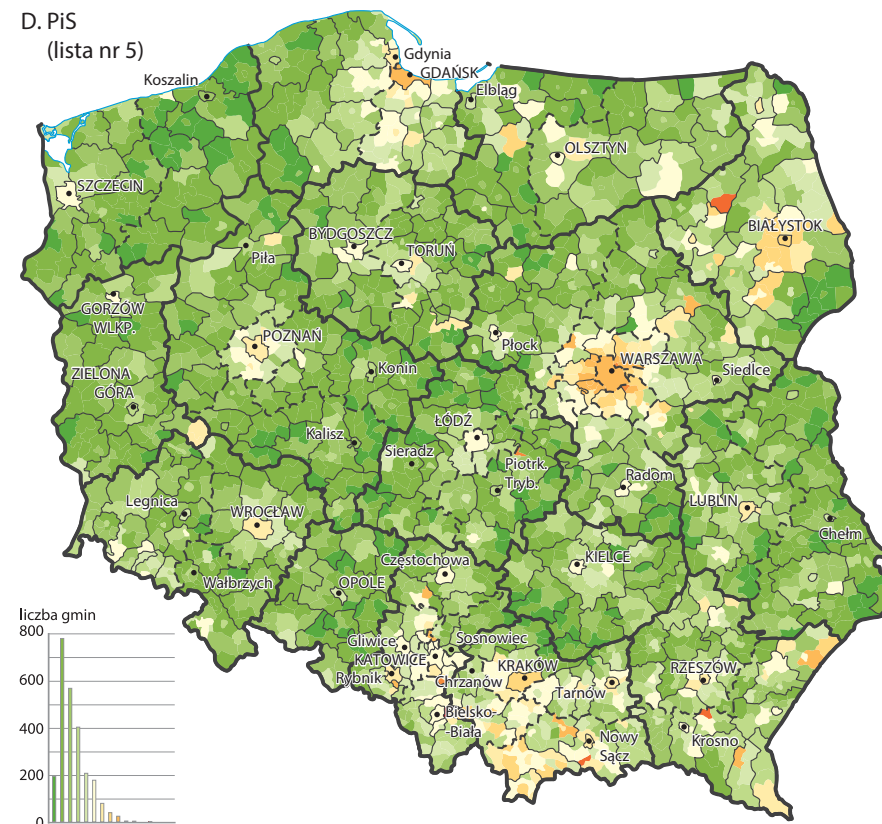 D. PiS
(lista nr 5)
Gdynia
GDAŃSK
Koszalin
Elbląg
OLSZTYN
SZCZECIN
BIAŁYSTOK
BYDGOSZCZ
TORUŃ
Piła
GORZÓW
WLKP.
POZNAŃ
Płock
WARSZAWA
Konin
Siedlce
ZIELONA
GÓRA
Kalisz
ŁÓDŹ
Sieradz
Piotrk.
Tryb.
Radom
Legnica
WROCŁAW
LUBLIN
Chełm
Częstochowa
KIELCE
Wałbrzych
OPOLE
liczba gmin
800
600
400
200
0
Gliwice
Sosnowiec
KATOWICE
KRAKÓW
RZESZÓW
Rybnik
Chrzanów
Tarnów
Bielsko-
-Biała
Nowy
Sącz
Krosno